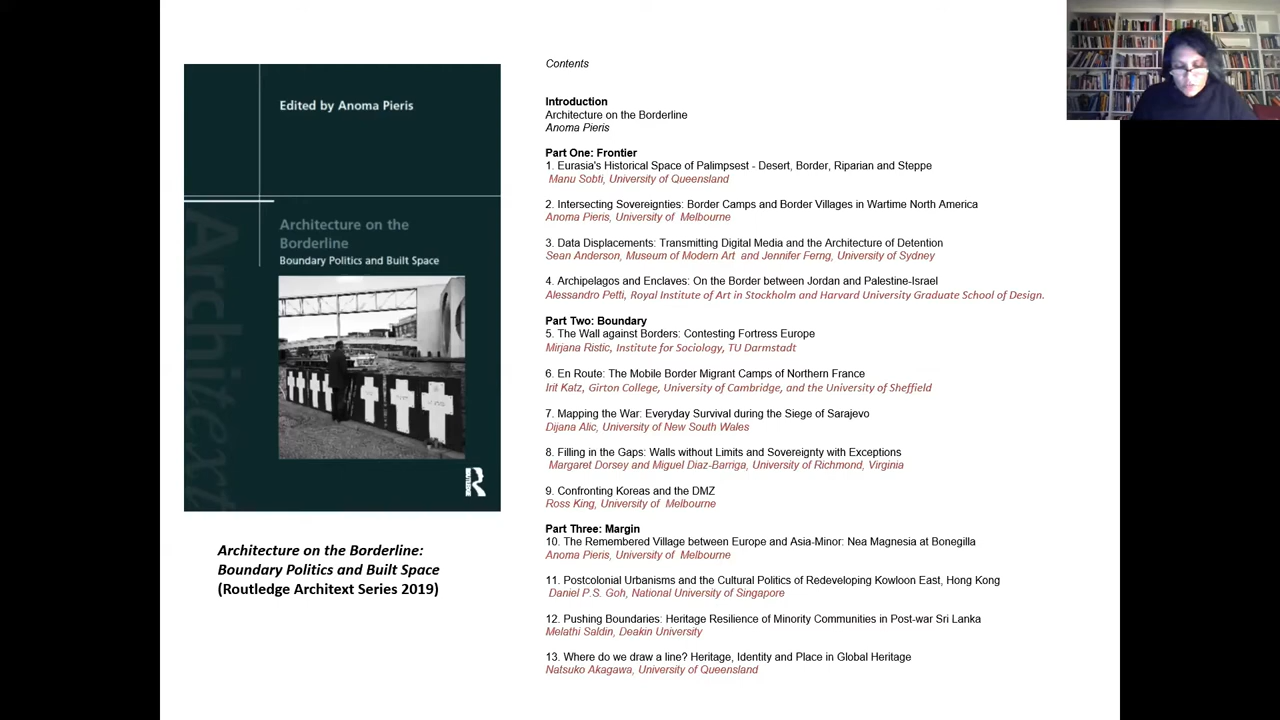 Edited by Anoma Pieris
Architecture on the
Borderline
Boundary Politics and Built Space
Architext
ROUTLEDGE
Architecture on the Borderline:
Boundary Politics and Built Space
(Routledge Architext Series 2019)
Contents
Introduction
Architecture on the Borderline
Anoma Pieris
Part One: Frontier
1. Eurasia's Historical Space of Palimpsest - Desert, Border, Riparian and Steppe
Manu Sobti, University of Queensland
2. Intersecting Sovereignties: Border Camps and Border Villages in Wartime North America
Anoma Pieris, University of Melbourne
3. Data Displacements: Transmitting Digital Media and the Architecture of Detention
Sean Anderson, Museum of Modern Art and Jennifer Ferng, University of Sydney
4. Archipelagos and Enclaves: On the Border between Jordan and Palestine-Israel
Alessandro Petti, Royal Institute of Art in Stockholm and Harvard University Graduate School of Design.
Part Two: Boundary
5. The Wall against Borders: Contesting Fortress Europe
Mirjana Ristic, Institute for Sociology, TU Darmstadt
6. En Route: The Mobile Border Migrant Camps of Northern France
Irit Katz, Girton College, University of Cambridge, and the University of Sheffield
7. Mapping the War: Everyday Survival during the Siege of Sarajevo
Dijana Alic, University of New South Wales
8. Filling in the Gaps: Walls without Limits and Sovereignty with Exceptions
Margaret Dorsey and Miguel Diaz-Barriga, University of Richmond, Virginia
9. Confronting Koreas and the DMZ
Ross King, University of Melbourne
Part Three: Margin
10. The Remembered Village between Europe and Asia-Minor: Nea Magnesia at Bonegilla
Anoma Pieris, University of Melbourne
11. Postcolonial Urbanisms and the Cultural Politics of Redeveloping Kowloon East, Hong Kong
Daniel P.S. Goh, National University of Singapore
12. Pushing Boundaries: Heritage Resilience of Minority Communities in Post-war Sri Lanka
Melathi Saldin, Deakin University
13. Where do we draw a line? Heritage, Identity and Place in Global Heritage
Natsuko Akagawa, University of Queensland